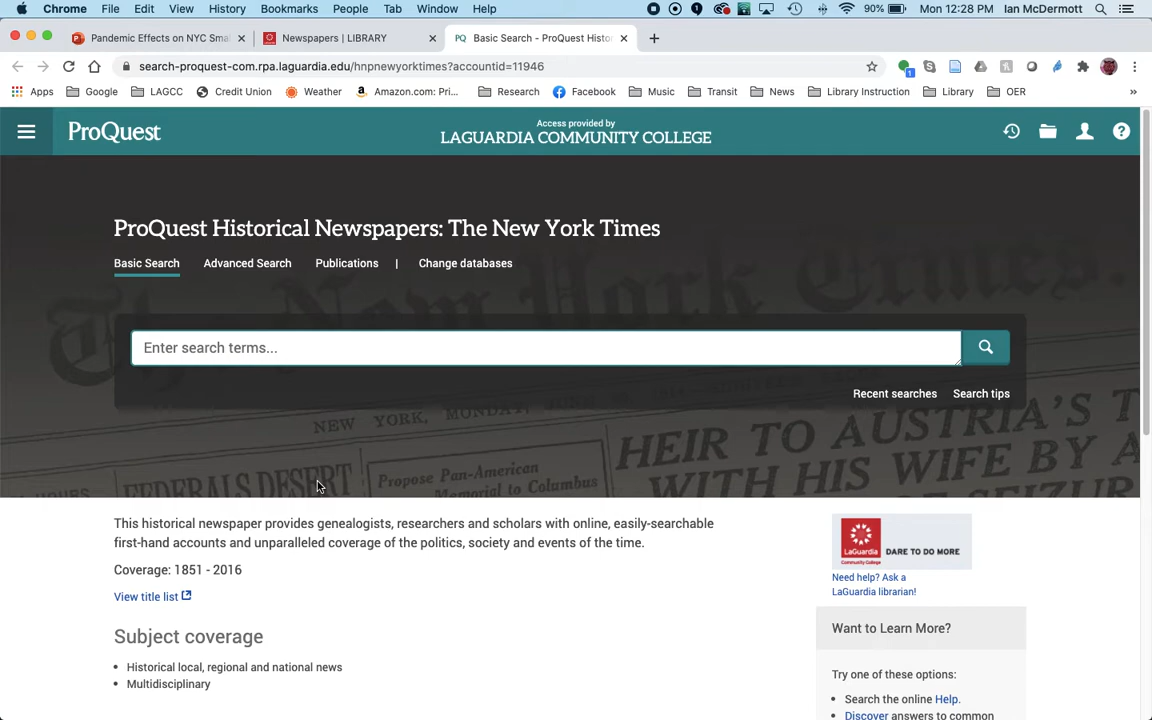 Chrome File Edit View History Bookmarks People Tab Window Help 90% Mon 12:28 PM Ian McDermott
Pandemic Effects on NYC Sma Newspapers | LIBRARY PQ Basic Search - ProQuest Histo
search-proquest-com.rpa.laguardia.edu/hnpnewyorktimes?accountid=11946
Apps Google LAGCC Credit Union Weather Amazon.com: Pri... Research Facebook Music Transit News Library Instruction Library OER »
ProQuest
Access provided by
LAGUARDIA COMMUNITY COLLEGE
ProQuest Historical Newspapers: The New York Times
Basic Search Advanced Search Publications | Change databases
Enter search terms...
Recent searches Search tips
NEW YORK, MONDAY,
HEIR TO AUSTRIA'S T
WITH HIS WIFE BY A
FEDERALS DESERT
Propose Pan-American
Memorial to Columbus
OF SEIZUR
This historical newspaper provides genealogists, researchers and scholars with online, easily-searchable
first-hand accounts and unparalleled coverage of the politics, society and events of the time.
Coverage: 1851 - 2016
View title list
Subject coverage
• Historical local, regional and national news
• Multidisciplinary
LaGuardia
Community College
DARE TO DO MORE
Need help? Ask a
LaGuardia librarian!
Want to Learn More?
Try one of these options:
• Search the online Help.
• Discover answers to common